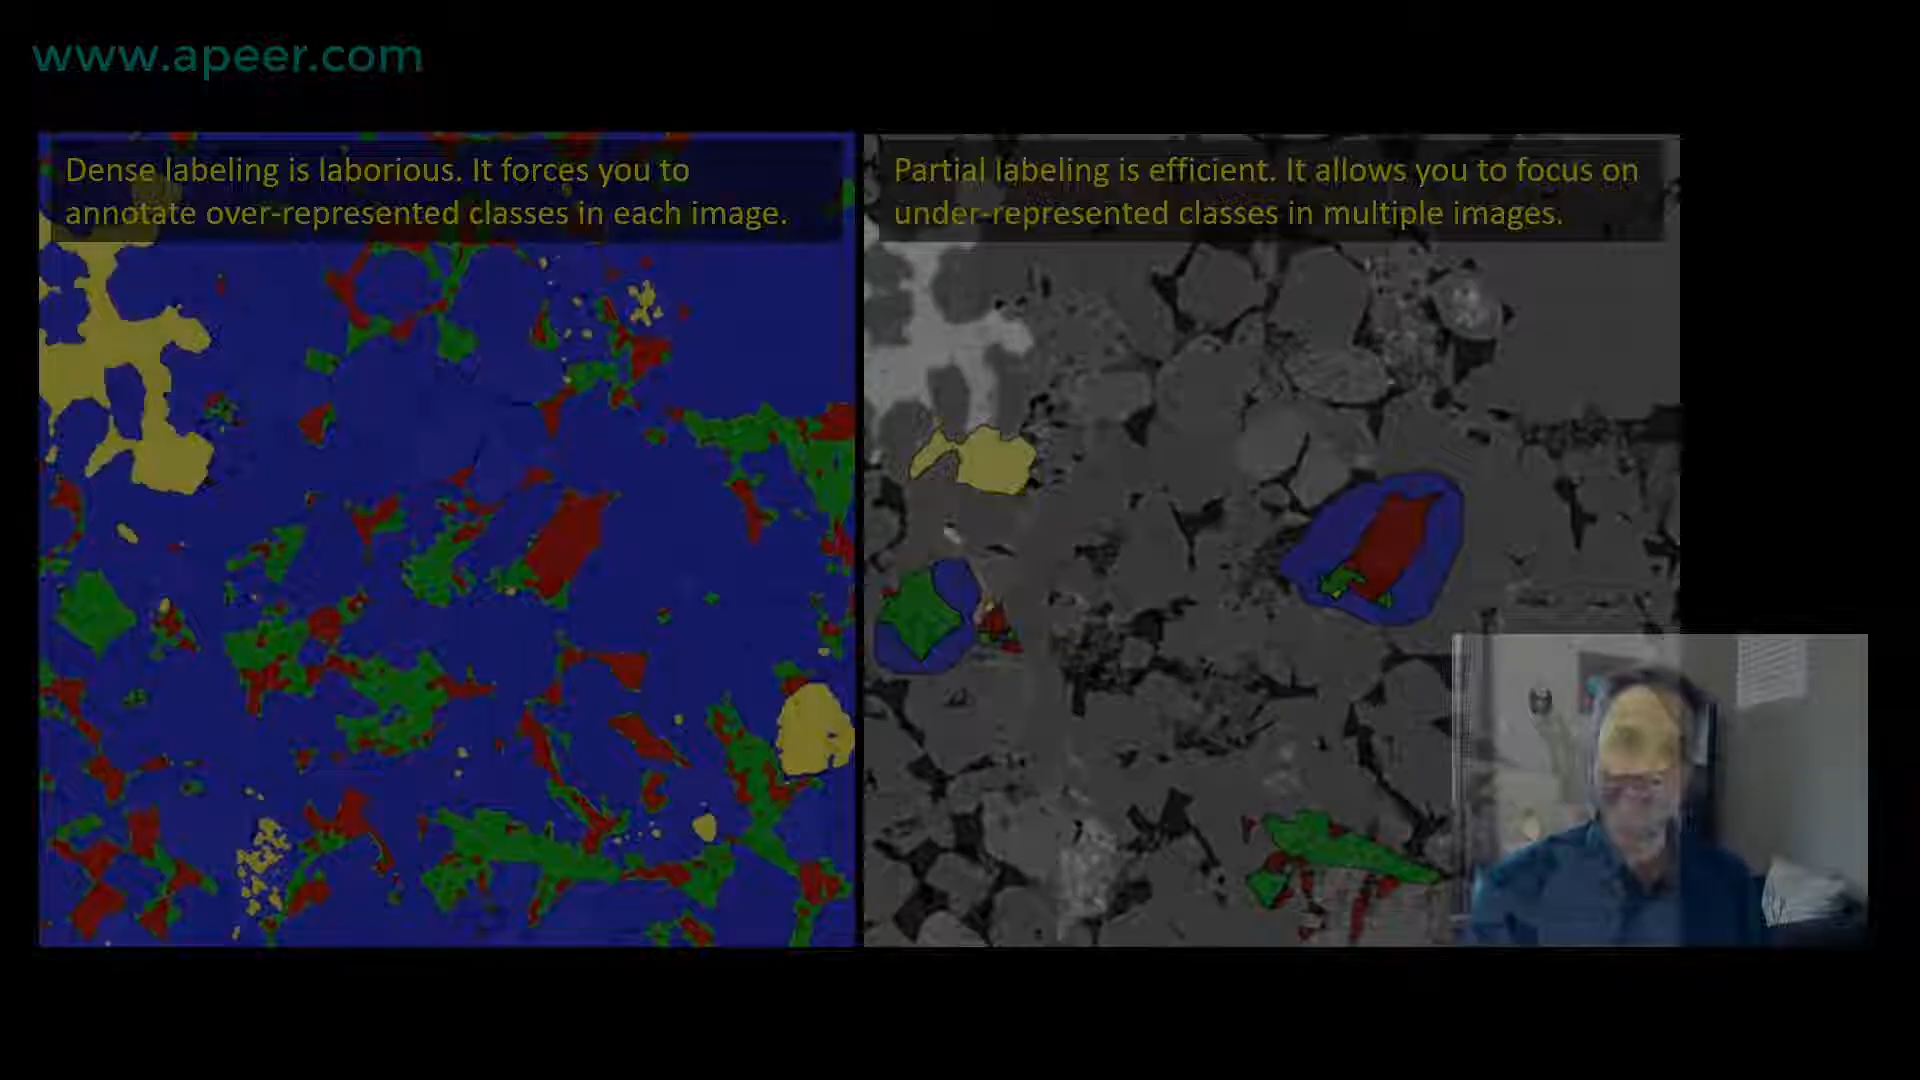 www.apeer.com
Dense labeling is laborious. It forces you to
annotate over-represented classes in each image.
Partial labeling is efficient. It allows you to focus on
under-represented classes in multiple images.